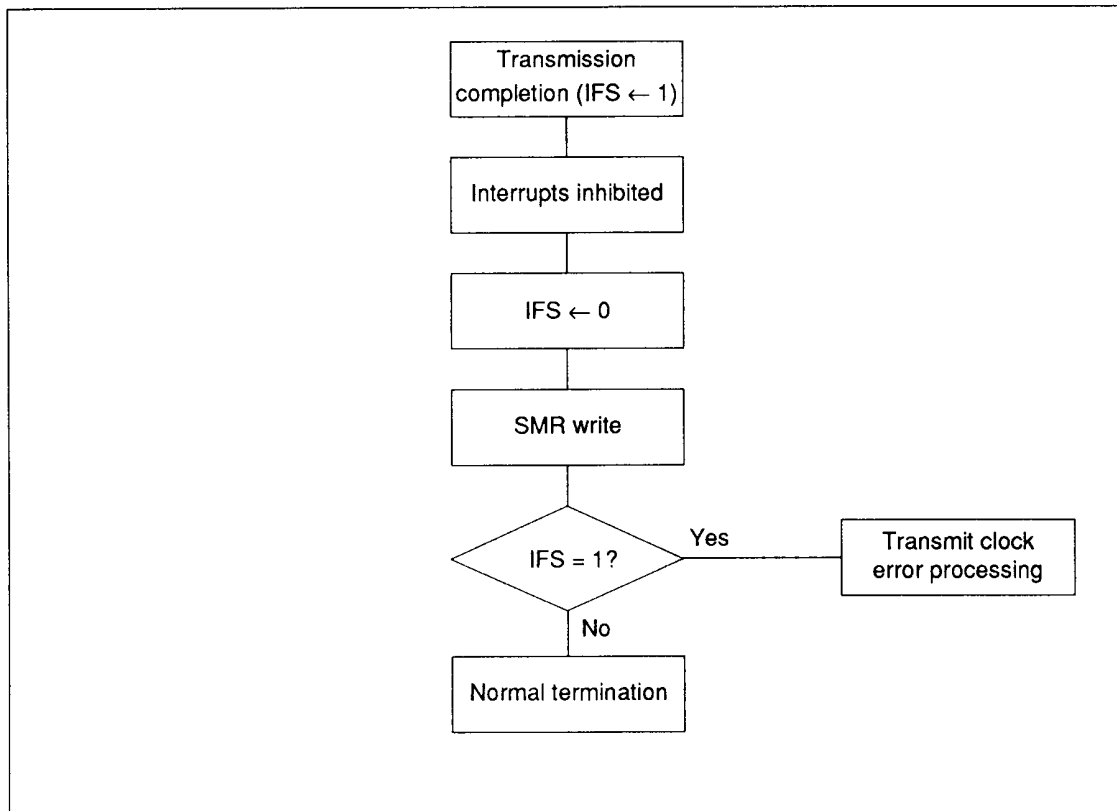 Transmission
completion (IFS ← 1)
Interrupts inhibited
IFS ← 0
SMR write
IFS = 1?
Yes
Transmit clock
error processing
No
Normal termination